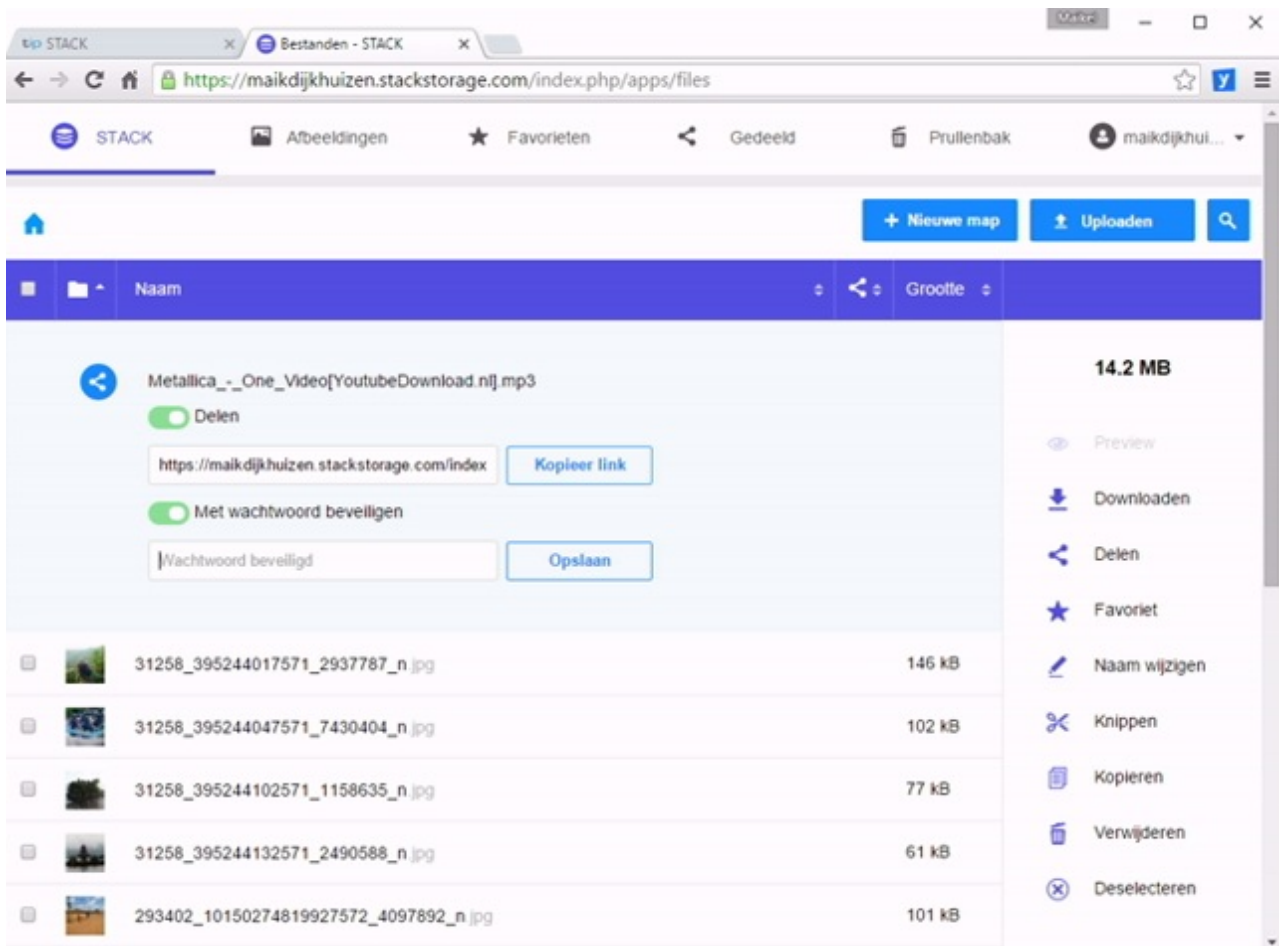 Maikel
tip STACK
Bestanden - STACK
https://maikdijkhuizen.stackstorage.com/index.php/apps/files
STACK
Afbeeldingen
Favorieten
Gedeeld
Prullenbak
maikdijkhui...
+ Nieuwe map
Uploaden
Naam
Grootte
Metallica_-_One_Video[YoutubeDownload.nl].mp3
14.2 MB
Delen
https://maikdijkhuizen.stackstorage.com/index
Kopieer link
Met wachtwoord beveiligen
Wachtwoord beveiligd
Opslaan
Preview
Downloaden
Delen
Favoriet
Naam wijzigen
Knippen
Kopieren
Verwijderen
Deselecteren
31258_395244017571_2937787_n.jpg 146 kB
31258_395244047571_7430404_n.jpg 102 kB
31258_395244102571_1158635_n.jpg 77 kB
31258_395244132571_2490588_n.jpg 61 kB
293402_10150274819927572_4097892_n.jpg 101 kB